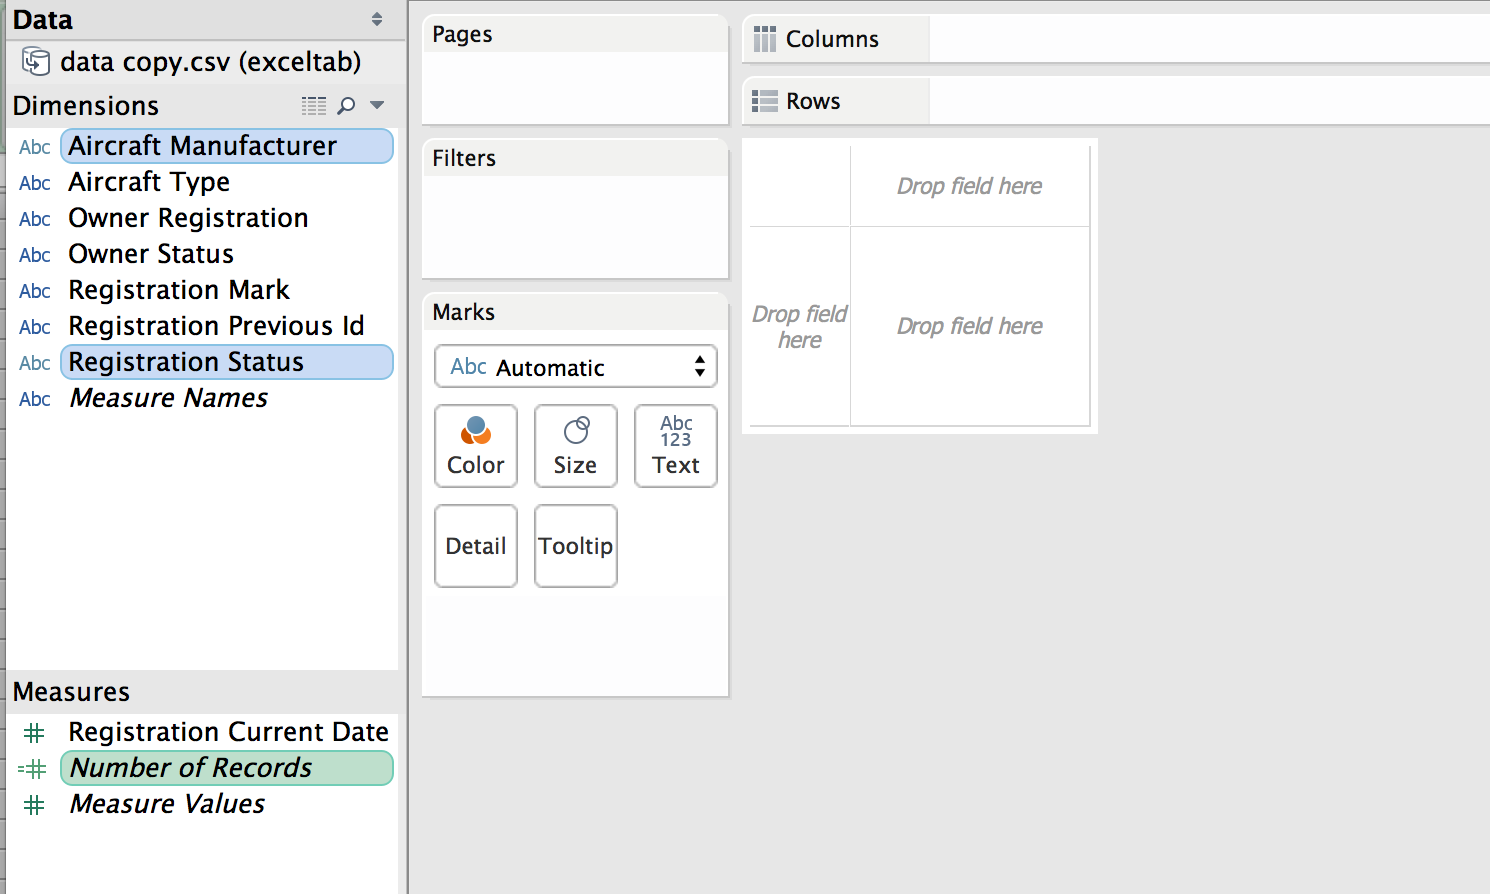 Data
data copy.csv (exceltab)
Dimensions
Abc Aircraft Manufacturer
Abc Aircraft Type
Abc Owner Registration
Abc Owner Status
Abc Registration Mark
Abc Registration Previous Id
Abc Registration Status
Abc Measure Names
Measures
# Registration Current Date
=# Number of Records
# Measure Values
Pages
Filters
Marks
Abc Automatic
Color
Size
Abc
123
Text
Detail
Tooltip
Columns
Rows
Drop field here
Drop field
here
Drop field here